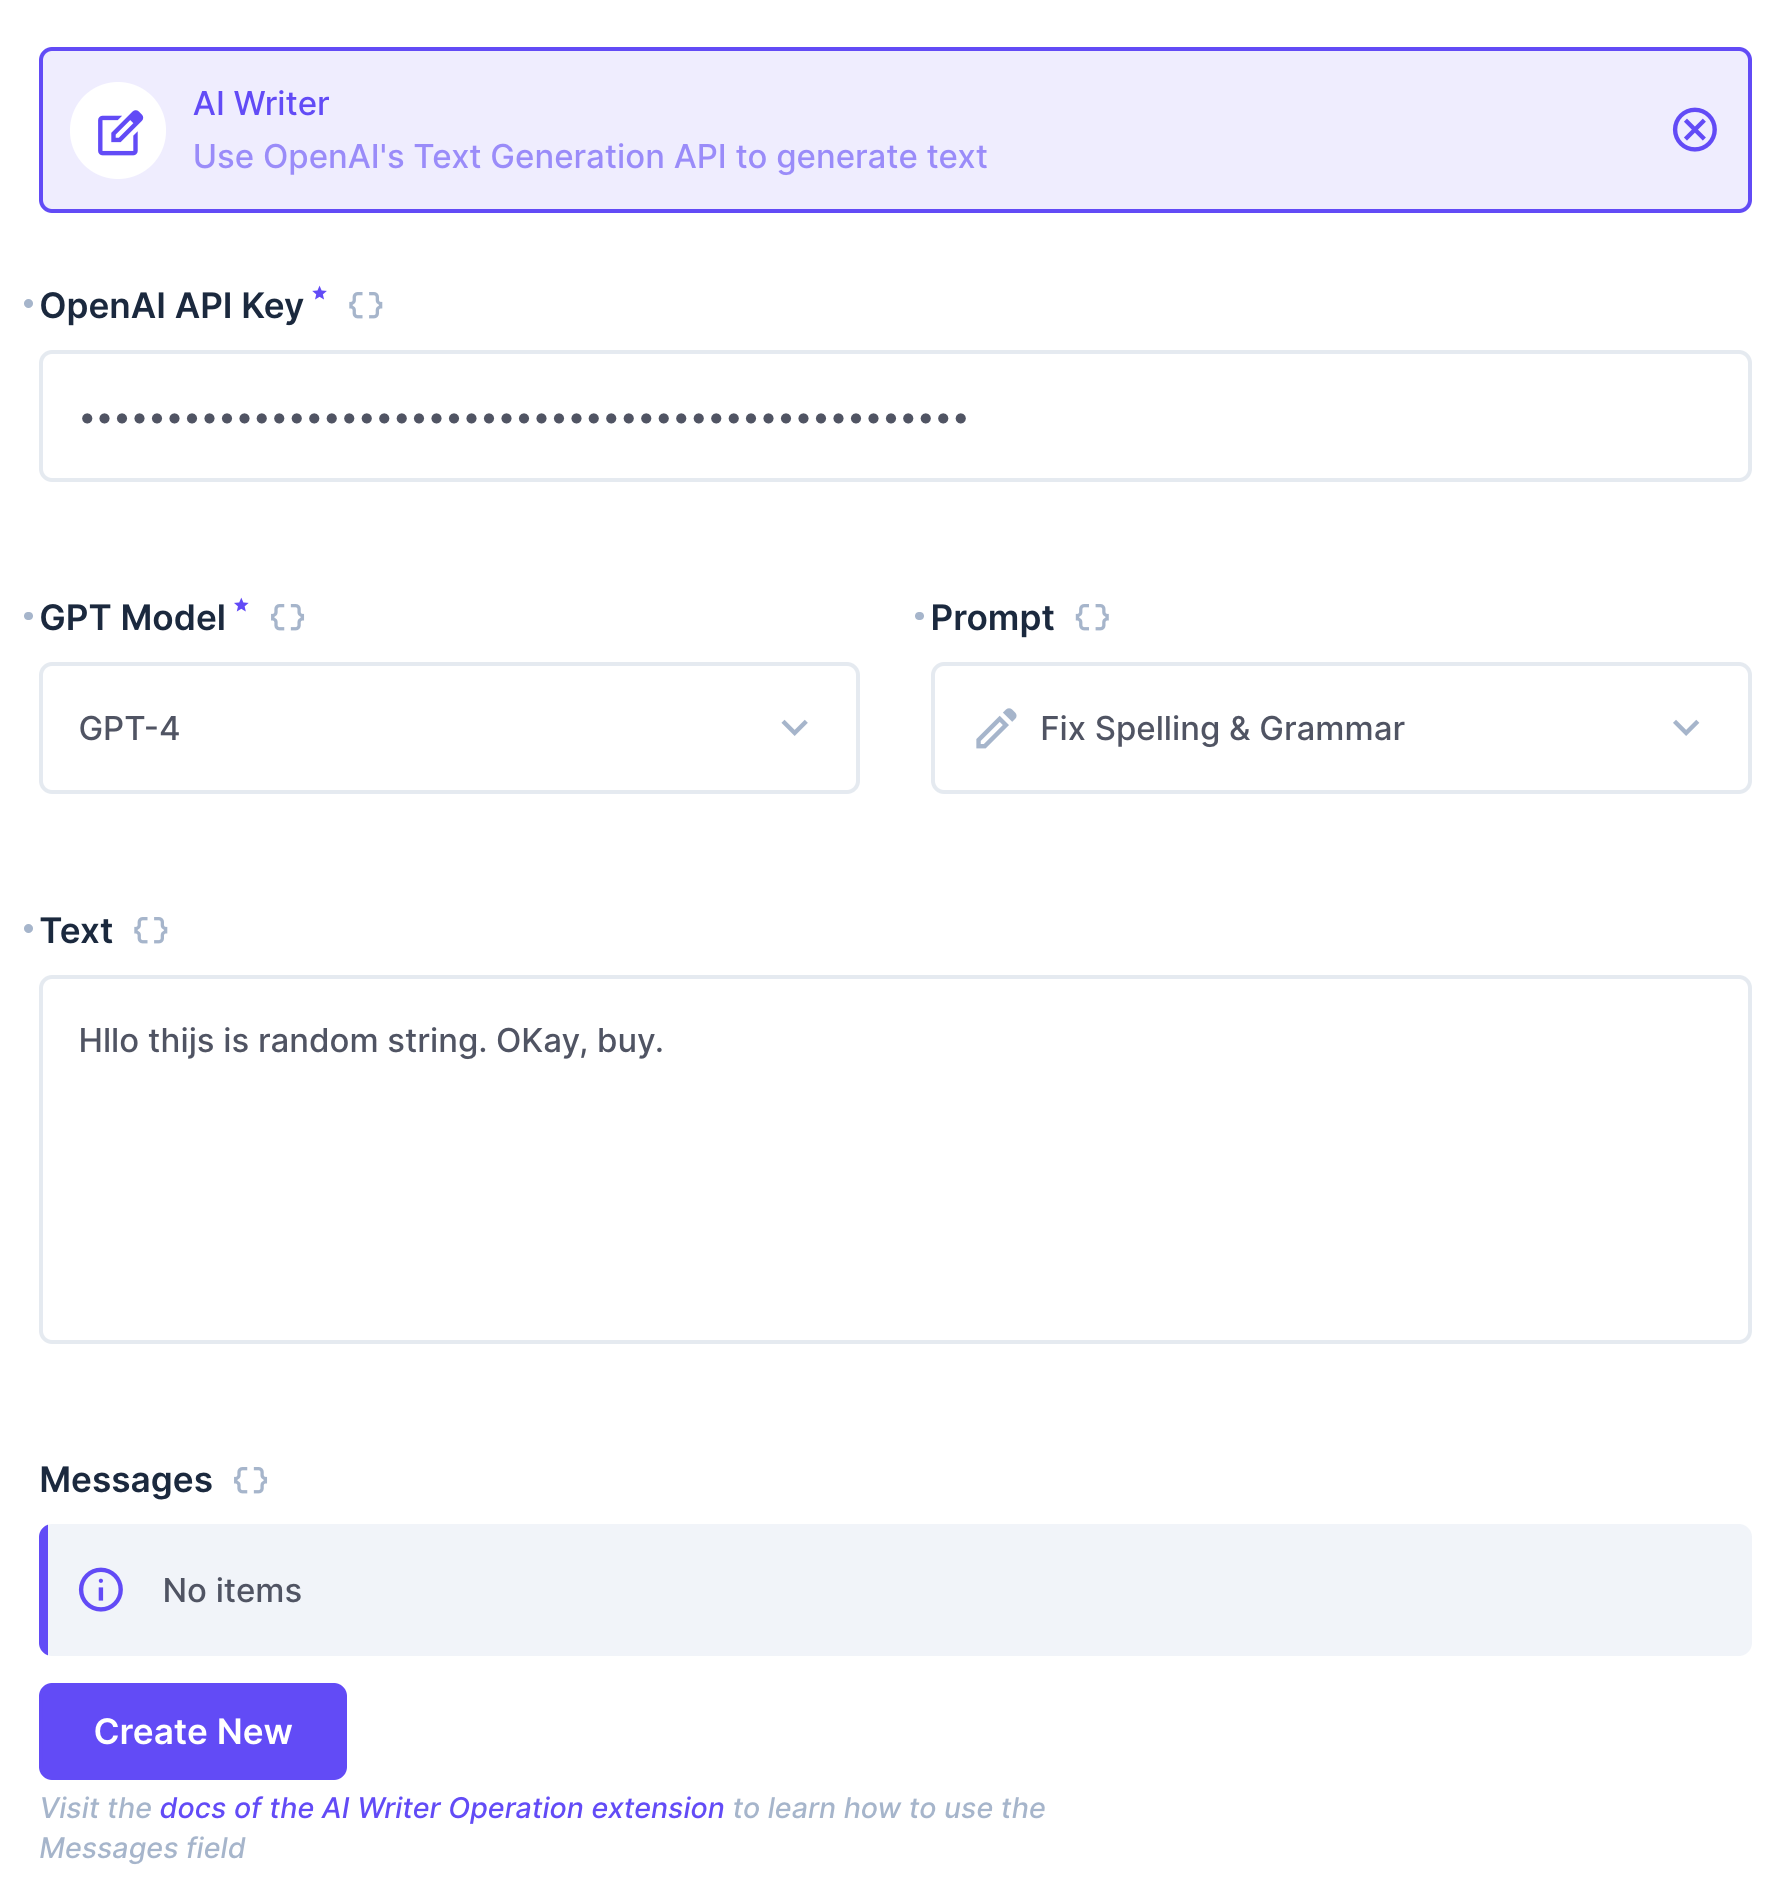 AI Writer
Use OpenAI's Text Generation API to generate text
OpenAI API Key *
•••••••••••••••••••••••••••••••••••••••••••••••••••
GPT Model *
Prompt
GPT-4
Fix Spelling & Grammar
Text
Hllo thijs is random string. OKay, buy.
Messages
No items
Create New
Visit the docs of the AI Writer Operation extension to learn how to use the
Messages field